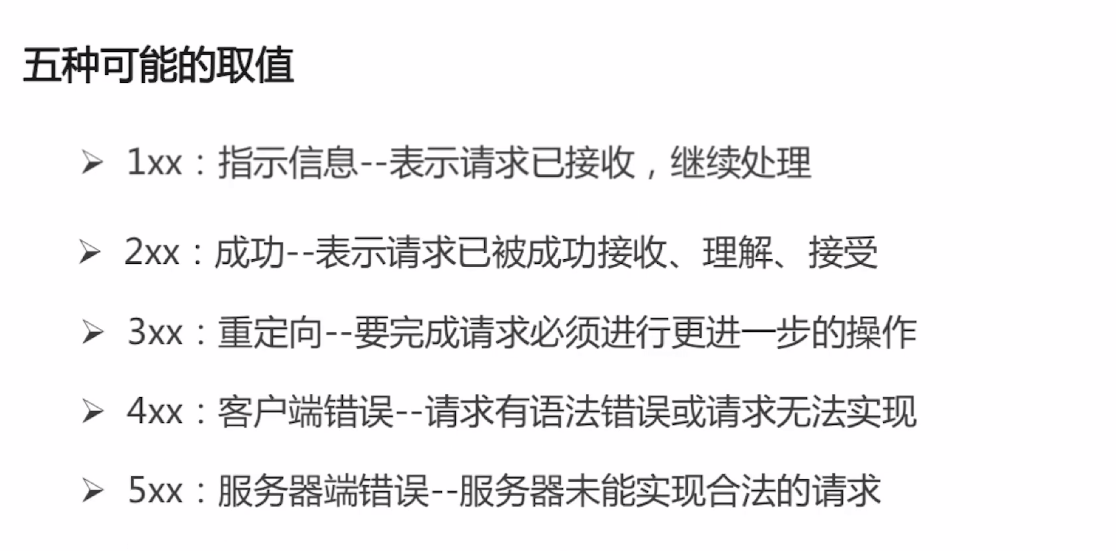 五种可能的取值
➢ 1xx：指示信息--表示请求已接收，继续处理
➢ 2xx：成功--表示请求已被成功接收、理解、接受
➢ 3xx：重定向--要完成请求必须进行更进一步的操作
➢ 4xx：客户端错误--请求有语法错误或请求无法实现
➢ 5xx：服务器端错误--服务器未能实现合法的请求